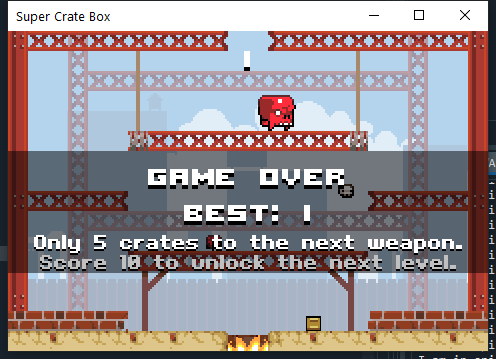 Super Crate Box
1
GAME OVER
BEST: 1
Only 5 crates to the next weapon.
Score 10 to unlock the next level.